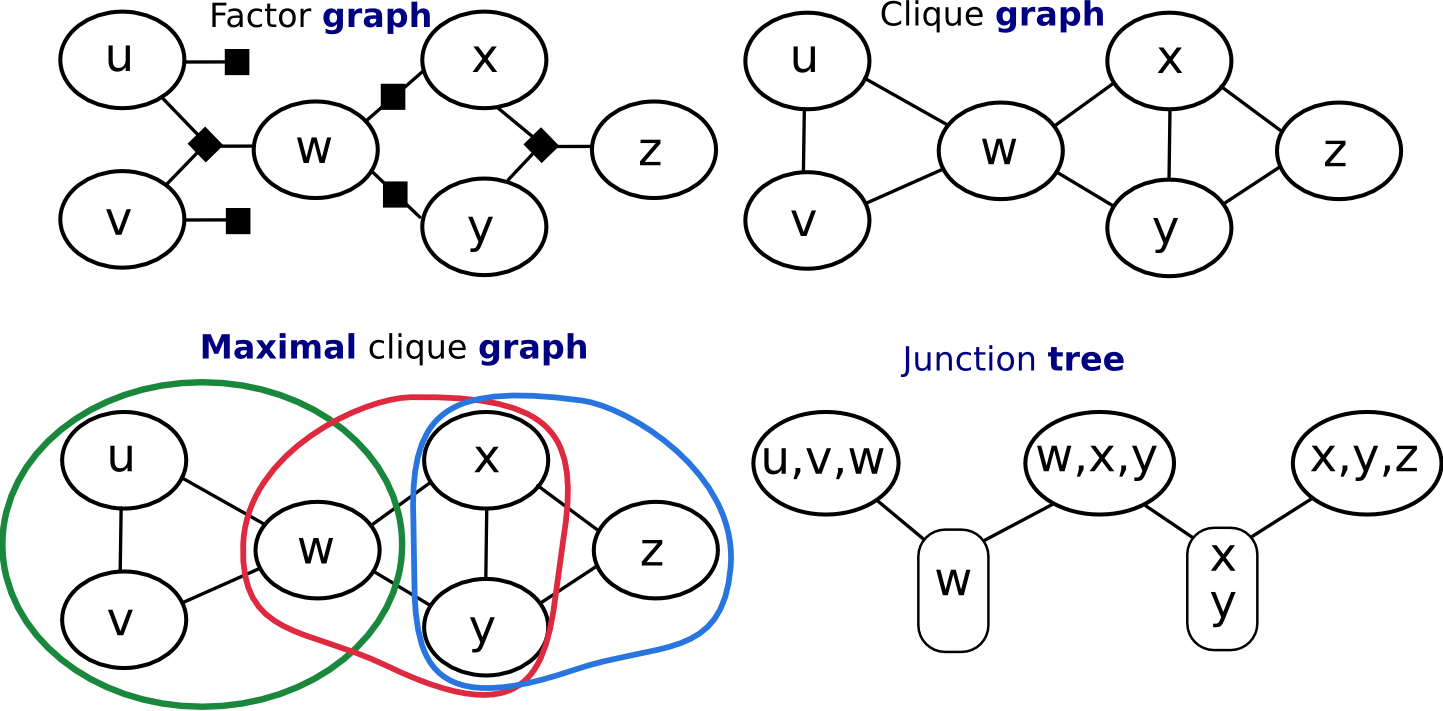 Factor graph
u
x
w
z
v
y
Clique graph
u
x
w
z
v
y
Maximal clique graph
u
x
w
z
v
y
Junction tree
u,v,w
w,x,y
x,y,z
w
x
y